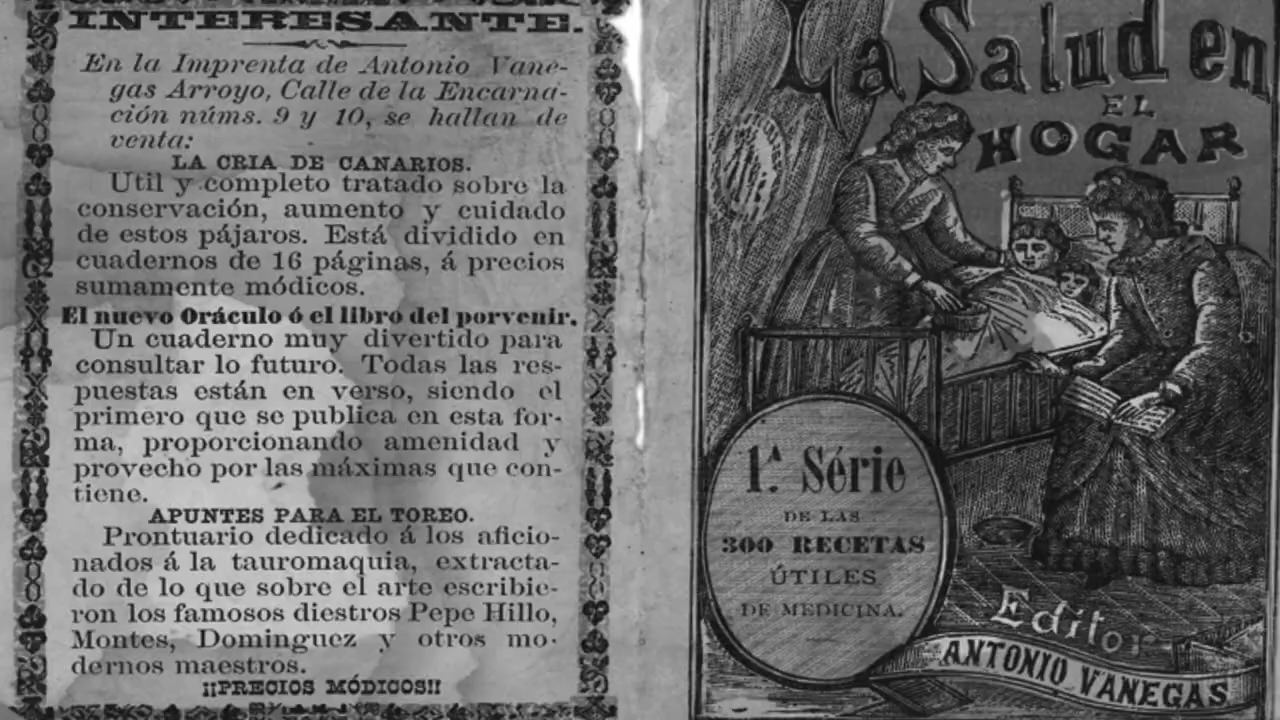 INTERESANTE.
En la Imprenta de Antonio Vane-
gas Arroyo, Calle de la Encarna-
ción núms. 9 y 10, se hallan de
venta:
LA CRIA DE CANARIOS.
Util y completo tratado sobre la
conservación, aumento y cuidado
de estos pájaros. Está dividido en
cuadernos de 16 páginas, á precios
sumamente módicos.
El nuevo Oráculo ó el libro del porvenir.
Un cuaderno muy divertido para
consultar lo futuro. Todas las res-
puestas están en verso, siendo el
primero que se publica en esta for-
ma, proporcionando amenidad y
provecho por las máximas que con-
tiene.
APUNTES PARA EL TOREO.
Prontuario dedicado á los aficio-
nados á la tauromaquia, extracta-
do de lo que sobre el arte escribie-
ron los famosos diestros Pepe Hillo,
Montes, Dominguez y otros mo-
dernos maestros.
¡¡PRECIOS MÓDICOS!!
La Salud en
EL
HOGAR
1.ª Série
DE LAS
300 RECETAS
ÚTILES
DE MEDICINA.
Editor
ANTONIO VANEGAS